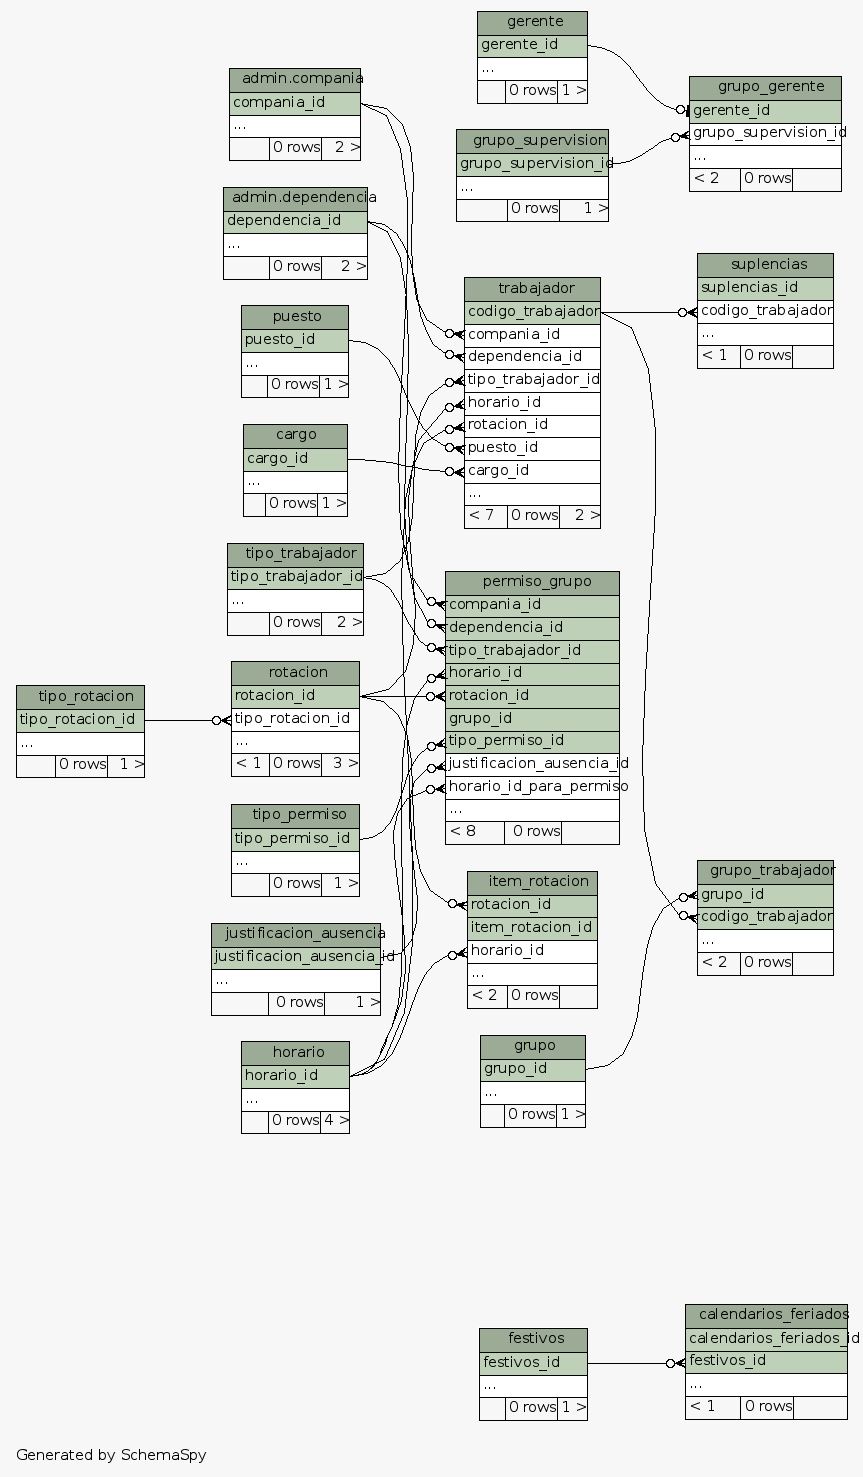 gerente
gerente_id
...
0 rows 1 >
admin.compania
compania_id
...
0 rows 2 >
grupo_gerente
gerente_id
grupo_supervision_id
...
< 2 0 rows
grupo_supervision
grupo_supervision_id
...
0 rows 1 >
admin.dependencia
dependencia_id
...
0 rows 2 >
suplencias
suplencias_id
codigo_trabajador
...
< 1 0 rows
trabajador
codigo_trabajador
compania_id
dependencia_id
tipo_trabajador_id
horario_id
rotacion_id
puesto_id
cargo_id
...
< 7 0 rows 2 >
puesto
puesto_id
...
0 rows 1 >
cargo
cargo_id
...
0 rows 1 >
tipo_trabajador
tipo_trabajador_id
...
0 rows 2 >
permiso_grupo
compania_id
dependencia_id
tipo_trabajador_id
horario_id
rotacion_id
grupo_id
tipo_permiso_id
justificacion_ausencia_id
horario_id_para_permiso
...
< 8 0 rows
rotacion
rotacion_id
tipo_rotacion_id
...
< 1 0 rows 3 >
tipo_rotacion
tipo_rotacion_id
...
0 rows 1 >
tipo_permiso
tipo_permiso_id
...
0 rows 1 >
grupo_trabajador
grupo_id
codigo_trabajador
...
< 2 0 rows
item_rotacion
rotacion_id
item_rotacion_id
horario_id
...
< 2 0 rows
justificacion_ausencia
justificacion_ausencia_id
...
0 rows 1 >
grupo
grupo_id
...
0 rows 1 >
horario
horario_id
...
0 rows 4 >
calendarios_feriados
calendarios_feriados_id
festivos_id
...
< 1 0 rows
festivos
festivos_id
...
0 rows 1 >
Generated by SchemaSpy